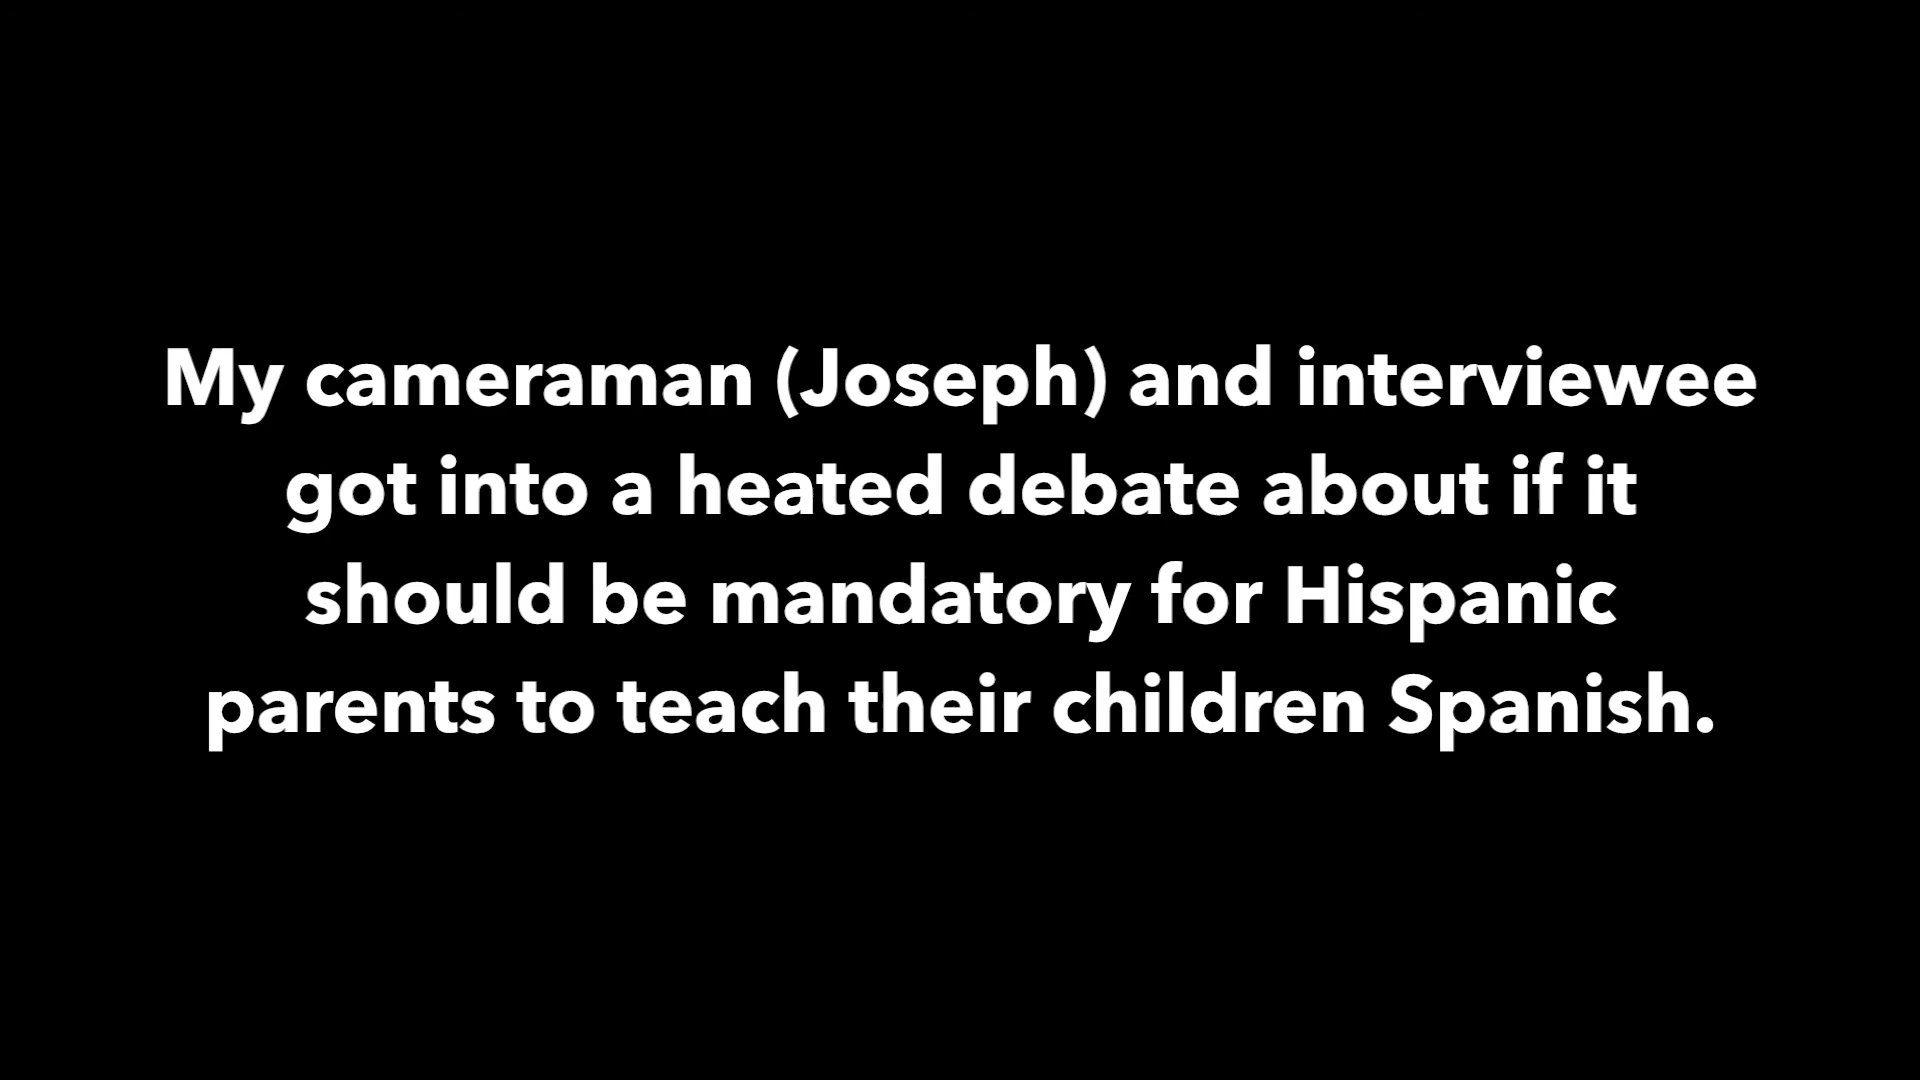 My cameraman (Joseph) and interviewee
got into a heated debate about if it
should be mandatory for Hispanic
parents to teach their children Spanish.